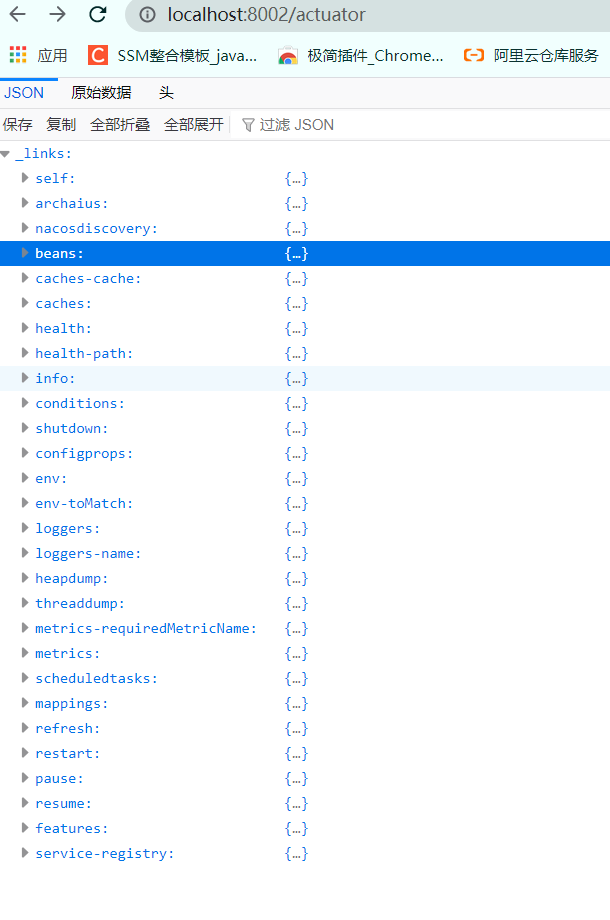 localhost:8002/actuator
应用 SSM整合模板_java... 极简插件_Chrome... 阿里云仓库服务
JSON 原始数据 头
保存 复制 全部折叠 全部展开 过滤 JSON
_links:
self: {…}
archaius: {…}
nacosdiscovery: {…}
beans: {…}
caches-cache: {…}
caches: {…}
health: {…}
health-path: {…}
info: {…}
conditions: {…}
shutdown: {…}
configprops: {…}
env: {…}
env-toMatch: {…}
loggers: {…}
loggers-name: {…}
heapdump: {…}
threaddump: {…}
metrics-requiredMetricName: {…}
metrics: {…}
scheduledtasks: {…}
mappings: {…}
refresh: {…}
restart: {…}
pause: {…}
resume: {…}
features: {…}
service-registry: {…}